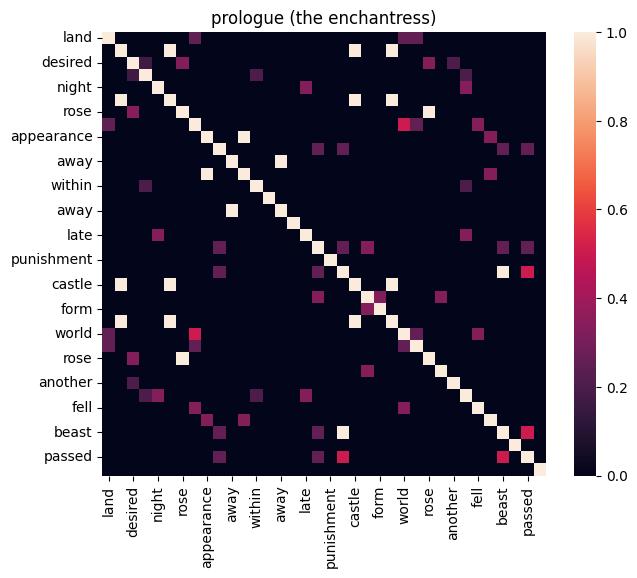 prologue (the enchantress)
land
desired
night
rose
appearance
away
within
away
late
punishment
castle
form
world
rose
another
fell
beast
passed
1.0
0.8
0.6
0.4
0.2
0.0
land
desired
night
rose
appearance
away
within
away
late
punishment
castle
form
world
rose
another
fell
beast
passed